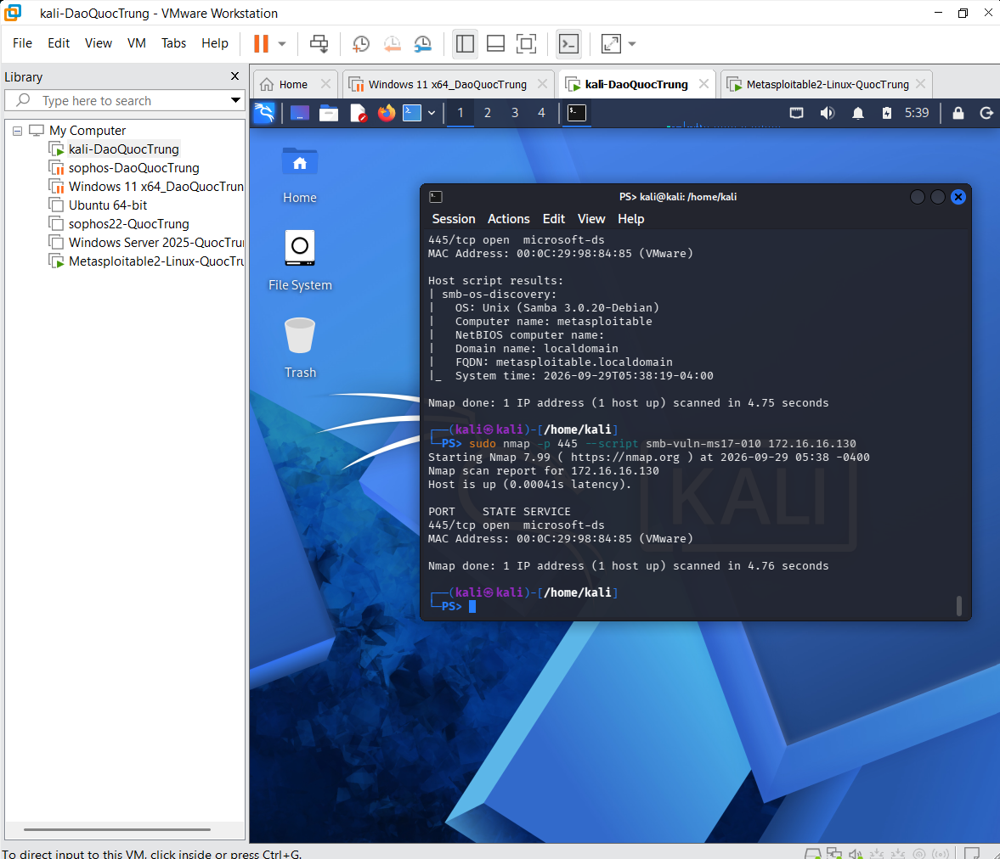 kali-DaoQuocTrung - VMware Workstation
File Edit View VM Tabs Help
Library
Type here to search
My Computer
kali-DaoQuocTrung
sophos-DaoQuocTrung
Windows 11 x64_DaoQuocTrun
Ubuntu 64-bit
sophos22-QuocTrung
Windows Server 2025-QuocTru
Metasploitable2-Linux-QuocTru
Home
Windows 11 x64_DaoQuocTrung
kali-DaoQuocTrung
Metasploitable2-Linux-QuocTrung
1 2 3 4
5:39
Home
File System
Trash
PS> kali@kali: /home/kali
Session Actions Edit View Help
445/tcp open  microsoft-ds
MAC Address: 00:0C:29:98:84:85 (VMware)
Host script results:
| smb-os-discovery:
|   OS: Unix (Samba 3.0.20-Debian)
|   Computer name: metasploitable
|   NetBIOS computer name:
|   Domain name: localdomain
|   FQDN: metasploitable.localdomain
|_  System time: 2026-09-29T05:38:19-04:00
Nmap done: 1 IP address (1 host up) scanned in 4.75 seconds
┌──(kali㉿kali)-[/home/kali]
└─PS> sudo nmap -p 445 --script smb-vuln-ms17-010 172.16.16.130
Starting Nmap 7.99 ( https://nmap.org ) at 2026-09-29 05:38 -0400
Nmap scan report for 172.16.16.130
Host is up (0.00041s latency).
PORT    STATE SERVICE
445/tcp open  microsoft-ds
MAC Address: 00:0C:29:98:84:85 (VMware)
Nmap done: 1 IP address (1 host up) scanned in 4.76 seconds
┌──(kali㉿kali)-[/home/kali]
└─PS>
KALI
To direct input to this VM, click inside or press Ctrl+G.